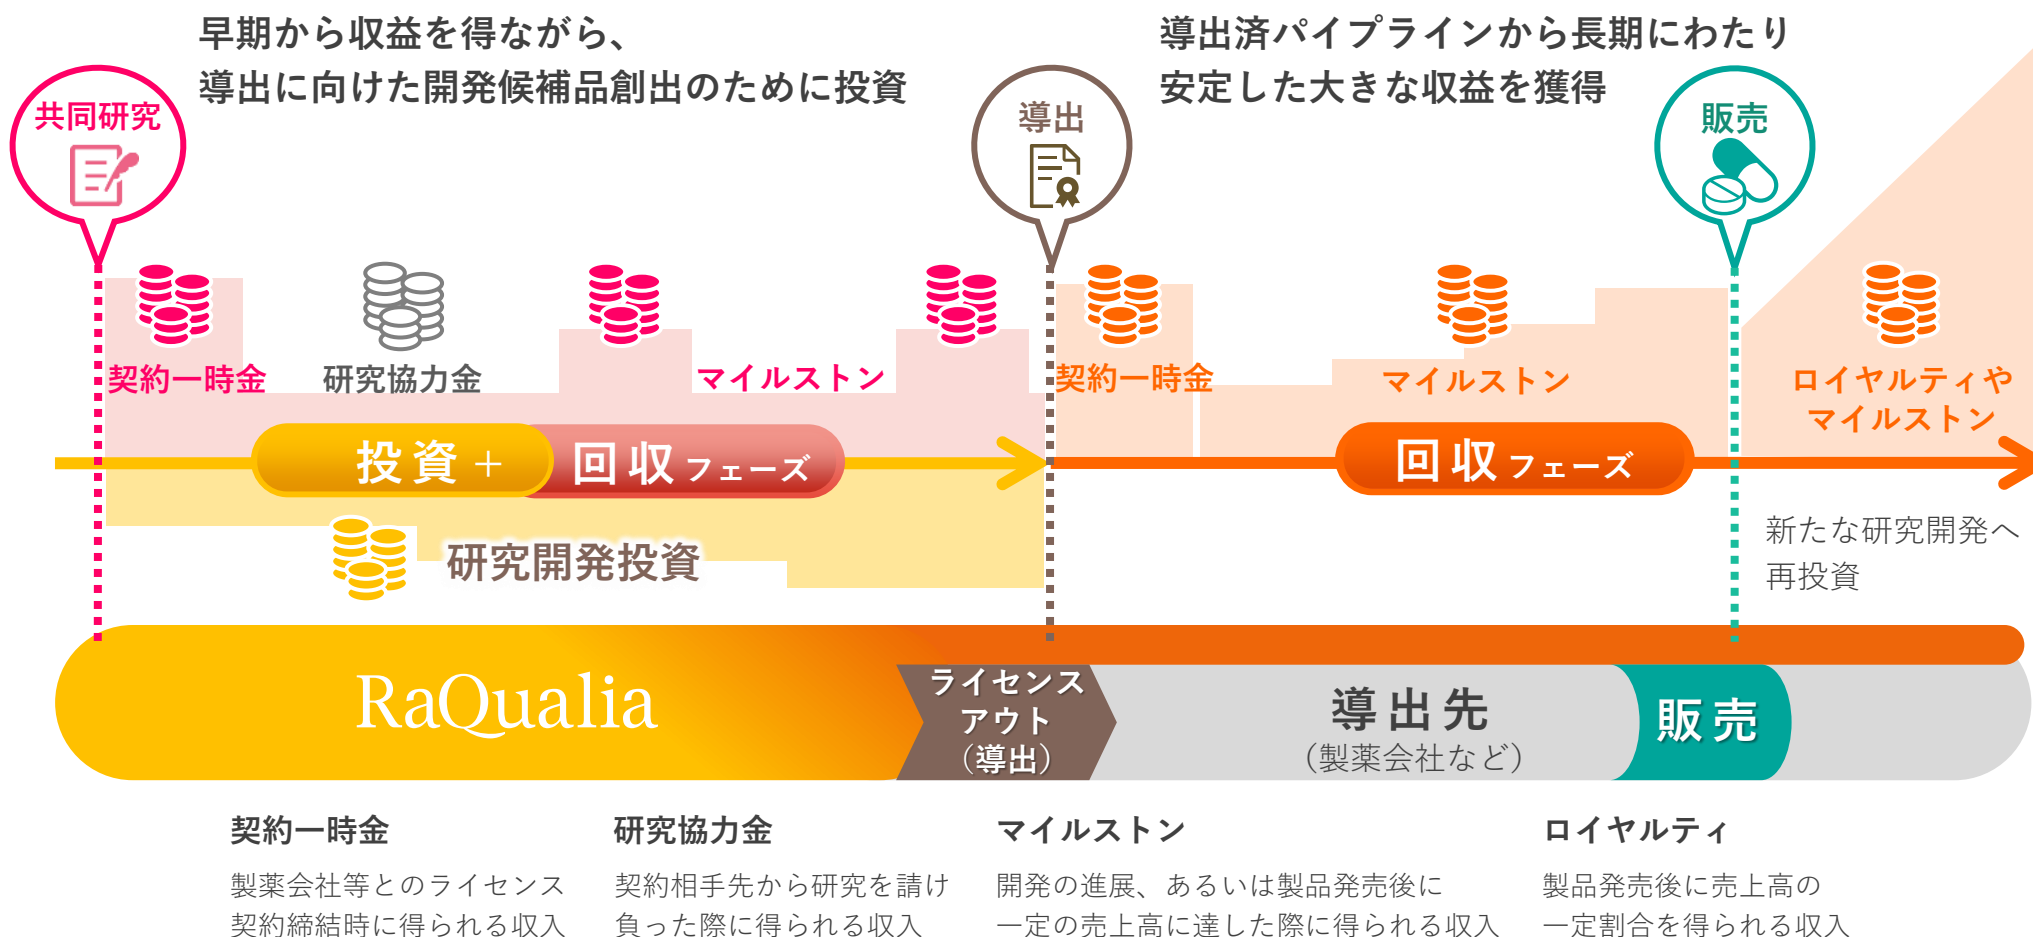 早期から収益を得ながら、
導出に向けた開発候補品創出のために投資
導出済パイプラインから長期にわたり
安定した大きな収益を獲得
共同研究
導出
販売
契約一時金
研究協力金
マイルストン
契約一時金
マイルストン
ロイヤルティや
マイルストン
投資＋
回収フェーズ
回収フェーズ
研究開発投資
新たな研究開発へ
再投資
RaQualia
ライセンス
アウト
（導出）
導出先
（製薬会社など）
販売
契約一時金
製薬会社等とのライセンス
契約締結時に得られる収入
研究協力金
契約相手先から研究を請け
負った際に得られる収入
マイルストン
開発の進展、あるいは製品発売後に
一定の売上高に達した際に得られる収入
ロイヤルティ
製品発売後に売上高の
一定割合を得られる収入